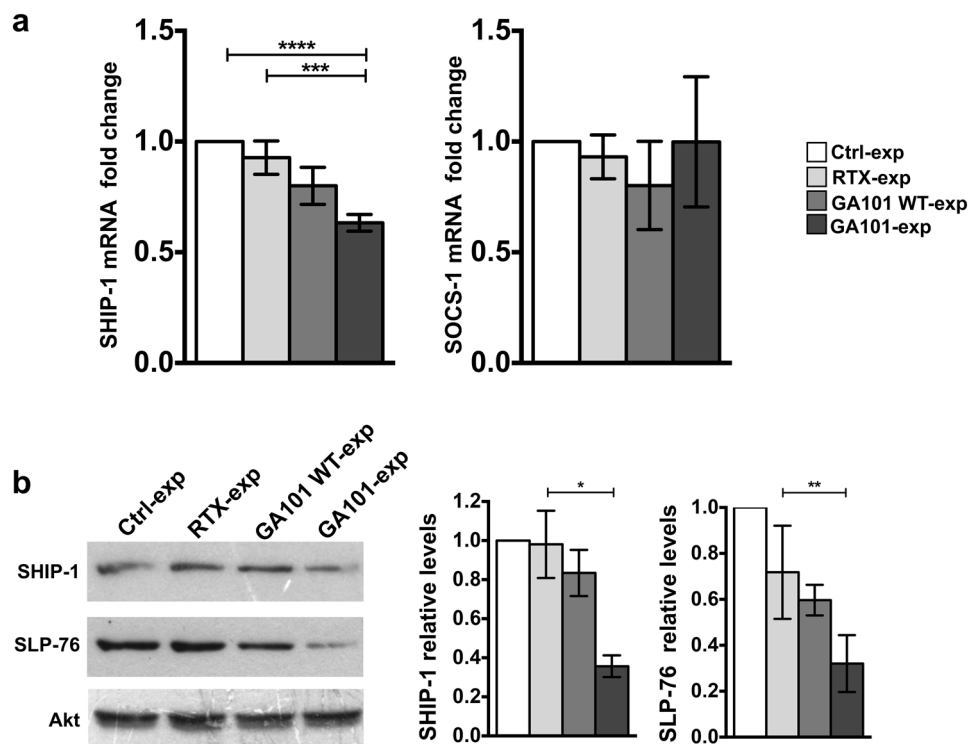 a
SHIP-1 mRNA fold change
1.5
1.0
0.5
0.0
****
***
SOCS-1 mRNA fold change
1.5
1.0
0.5
0.0
Ctrl-exp
RTX-exp
GA101 WT-exp
GA101-exp
b
Ctrl-exp
RTX-exp
GA101 WT-exp
GA101-exp
SHIP-1
SLP-76
Akt
SHIP-1 relative levels
1.2
1.0
0.8
0.6
0.4
0.2
0.0
*
SLP-76 relative levels
1.0
0.8
0.6
0.4
0.2
0.0
**